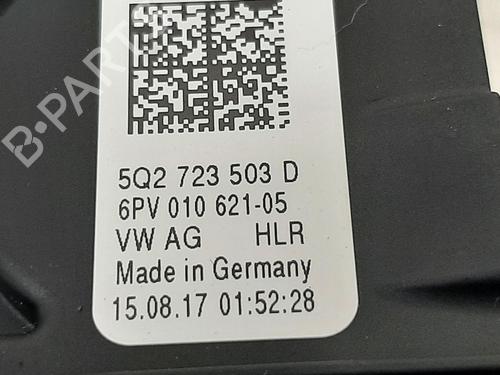 B-PARTS
5Q2 723 503 D
6PV 010 621-05
VW AG HLR
Made in Germany
15.08.17 01:52:28